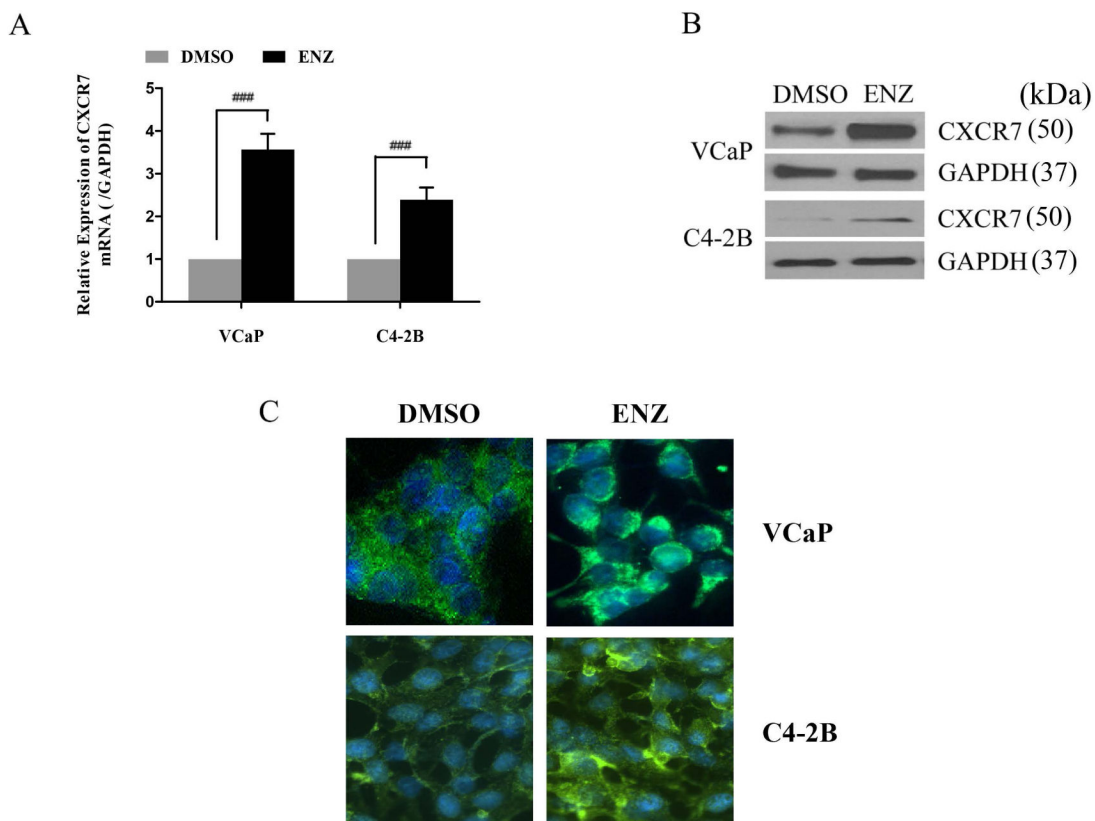 A
DMSO ENZ
Relative Expression of CXCR7
mRNA ( /GAPDH)
5
4
3
2
1
0
###
###
VCaP C4-2B
B
DMSO ENZ (kDa)
VCaP
CXCR7 (50)
GAPDH (37)
C4-2B
CXCR7 (50)
GAPDH (37)
C
DMSO ENZ
VCaP
C4-2B